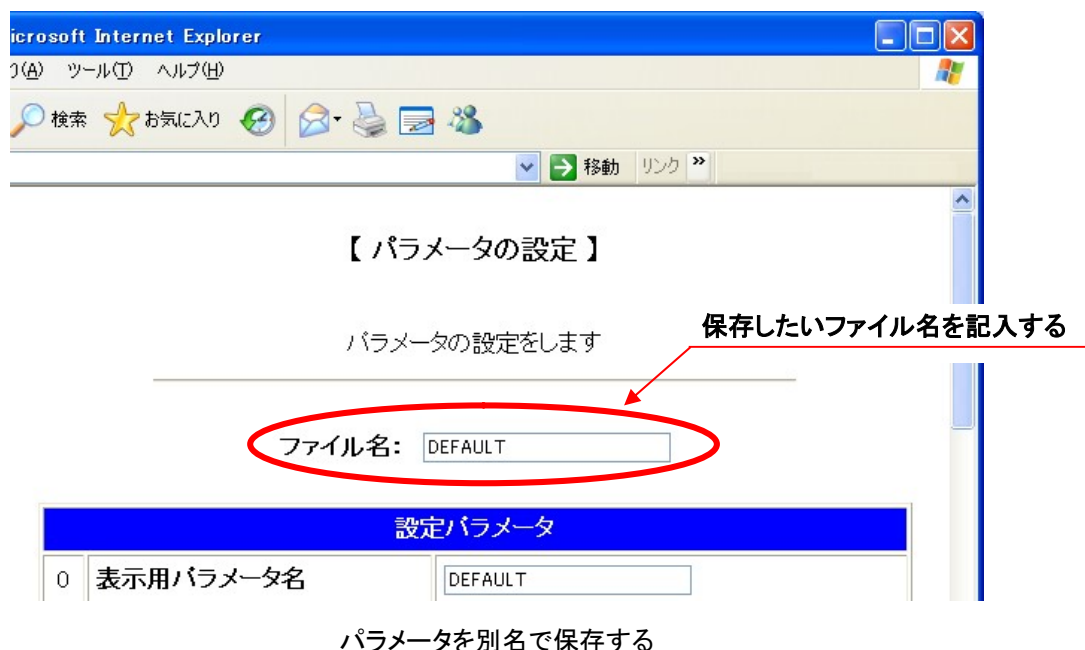 icrosoft Internet Explorer
り(A) ツール(T) ヘルプ(H)
検索 お気に入り
移動 リンク »
【 パラメータの設定 】
保存したいファイル名を記入する
パラメータの設定をします
ファイル名: DEFAULT
設定パラメータ
0 表示用パラメータ名 DEFAULT
パラメータを別名で保存する